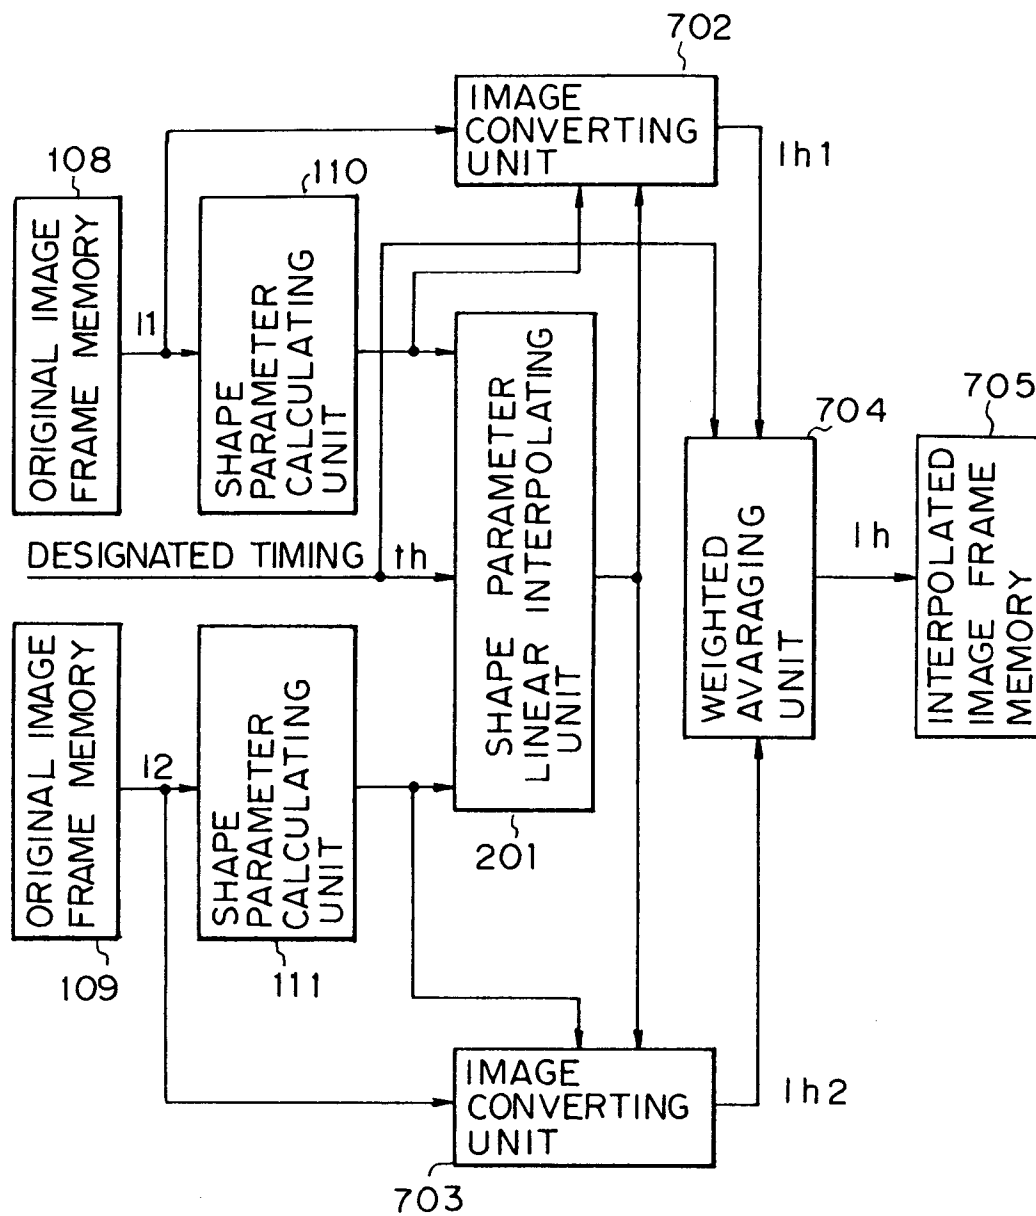 702
IMAGE
CONVERTING
UNIT
Ih1
108
ORIGINAL IMAGE
FRAME MEMORY
I1
110
SHAPE
PARAMETER
CALCULATING
UNIT
DESIGNATED TIMING
th
SHAPE PARAMETER
LINEAR INTERPOLATING
UNIT
201
704
WEIGHTED
AVARAGING
UNIT
Ih
705
INTERPOLATED
IMAGE FRAME
MEMORY
ORIGINAL IMAGE
FRAME MEMORY
109
I2
SHAPE
PARAMETER
CALCULATING
UNIT
111
IMAGE
CONVERTING
UNIT
703
Ih2